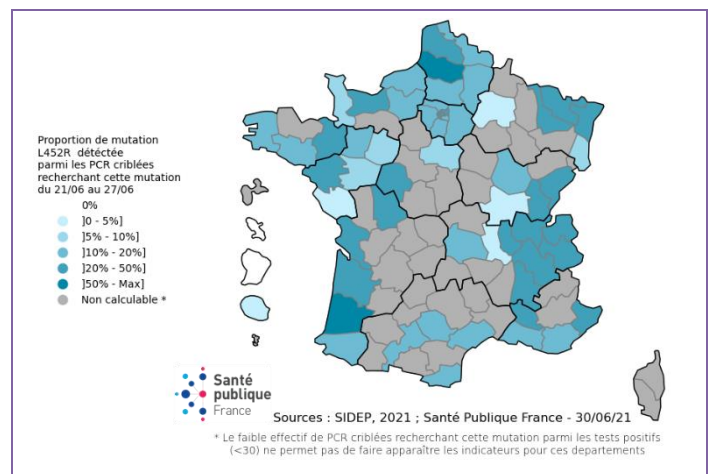 Proportion de mutation
L452R détéctée
parmi les PCR criblées
recherchant cette mutation
du 21/06 au 27/06
0%
]0 - 5%]
]5% - 10%]
]10% - 20%]
]20% - 50%]
]50% - Max]
Non calculable *
Santé
publique
France
Sources : SIDEP, 2021 ; Santé Publique France - 30/06/21
* Le faible effectif de PCR criblées recherchant cette mutation parmi les tests positifs
(<30) ne permet pas de faire apparaître les indicateurs pour ces departements